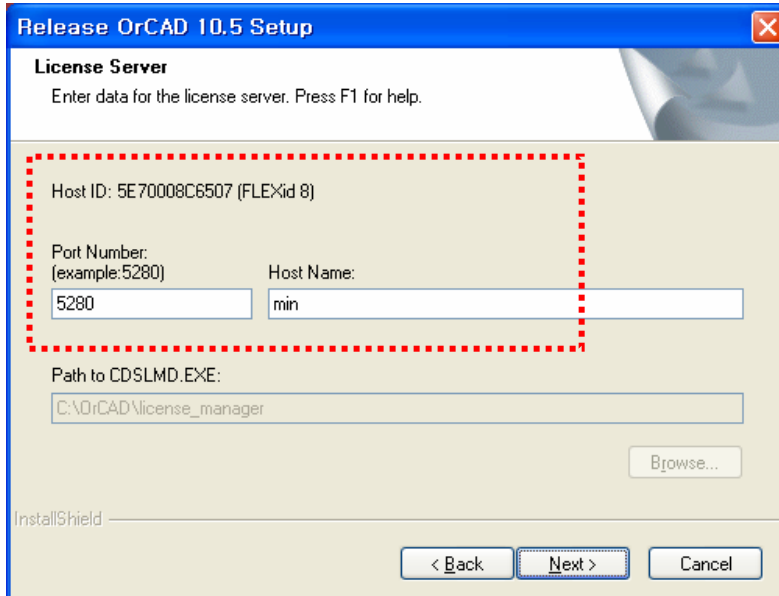 Release OrCAD 10.5 Setup
License Server
Enter data for the license server. Press F1 for help.
Host ID: 5E70008C6507 (FLEXid 8)
Port Number:
(example:5280)
Host Name:
5280
min
Path to CDSLMD.EXE:
C:\OrCAD\license_manager
Browse...
InstallShield
< Back
Next >
Cancel